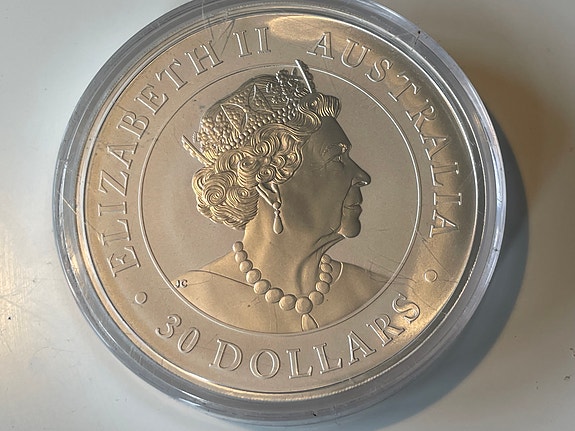 ELIZABETH II AUSTRALIA
• 30 DOLLARS •
JC